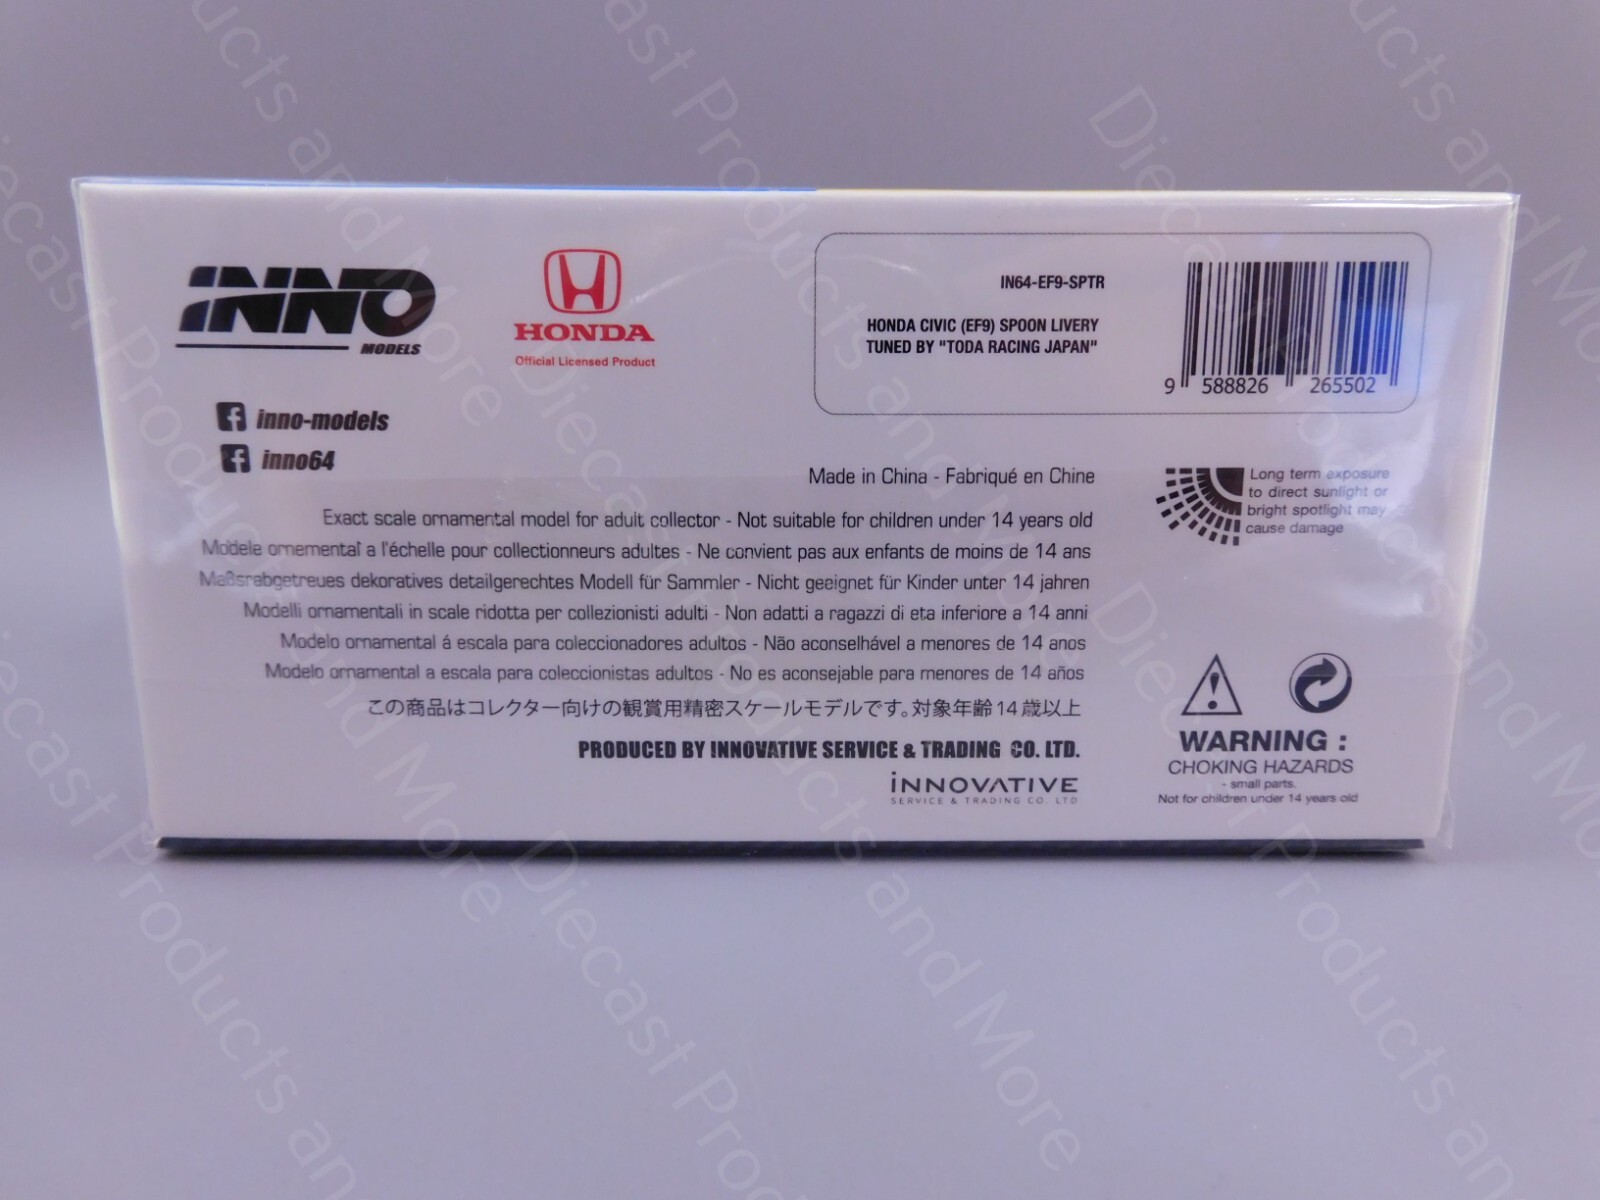 INNO
MODELS
HONDA
Official Licensed Product
inno-models
inno64
IN64-EF9-SPTR
HONDA CIVIC (EF9) SPOON LIVERY
TUNED BY "TODA RACING JAPAN"
9 588826 265502
Made in China - Fabriqué en Chine
Exact scale ornamental model for adult collector - Not suitable for children under 14 years old
Modele ornemental a l'échelle pour collectionneurs adultes - Ne convient pas aux enfants de moins de 14 ans
Maßsrabgetreues dekoratives detailgerechtes Modell für Sammler - Nicht geeignet für Kinder unter 14 jahren
Modelli ornamentali in scale ridotta per collezionisti adulti - Non adatti a ragazzi di eta inferiore a 14 anni
Modelo ornamental á escala para coleccionadores adultos - Não aconselhável a menores de 14 anos
Modelo ornamental a escala para coleccionistas adultos - No es aconsejable para menores de 14 años
この商品はコレクター向けの観賞用精密スケールモデルです。対象年齢14歳以上
PRODUCED BY INNOVATIVE SERVICE & TRADING CO. LTD.
INNOVATIVE
SERVICE & TRADING CO. LTD
Long term exposure
to direct sunlight or
bright spotlight may
cause damage
WARNING :
CHOKING HAZARDS
- small parts.
Not for children under 14 years old
Diecast Products and More